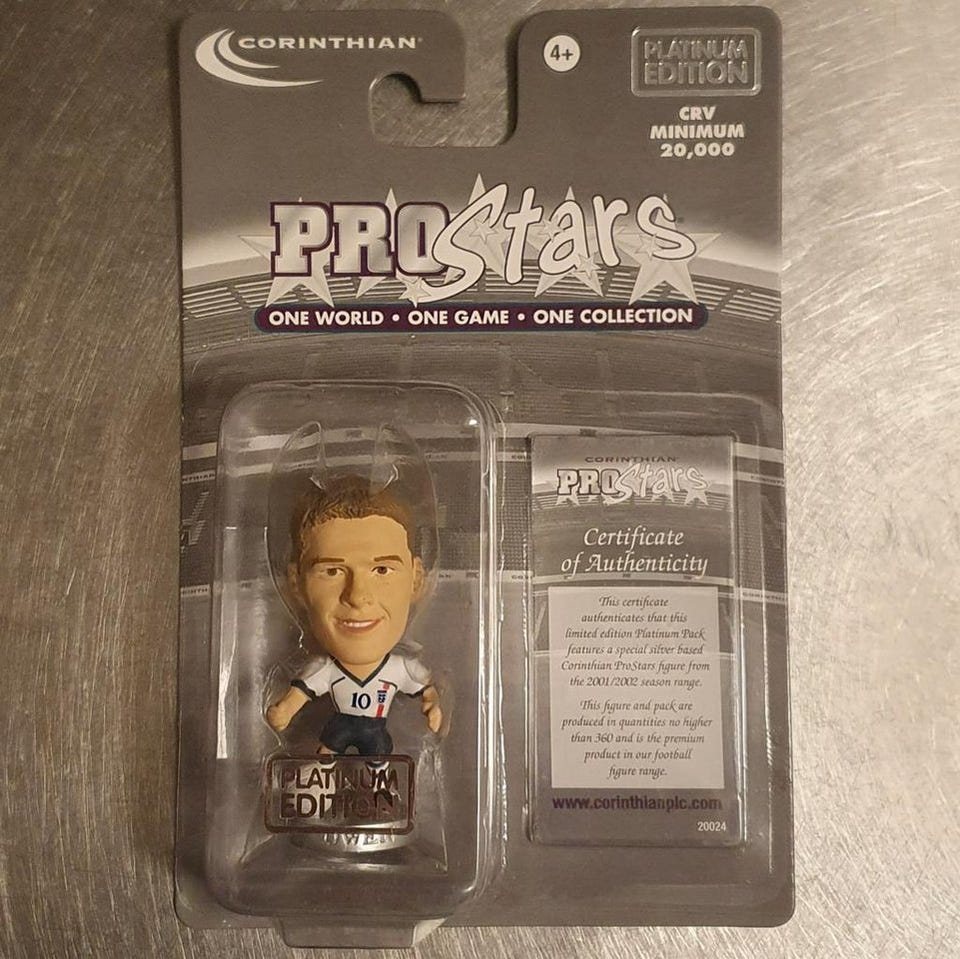 CORINTHIAN
4+
PLATINUM
EDITION
CRV
MINIMUM
20,000
PROStars
ONE WORLD • ONE GAME • ONE COLLECTION
CORINTHIAN
PROStars
Certificate
of Authenticity
This certificate
authenticates that this
limited edition Platinum Pack
features a special silver based
Corinthian ProStars figure from
the 2001/2002 season range.
This figure and pack are
produced in quantities no higher
than 360 and is the premium
product in our football
figure range.
www.corinthianplc.com
20024
10
PLATINUM
EDITION
OWEN